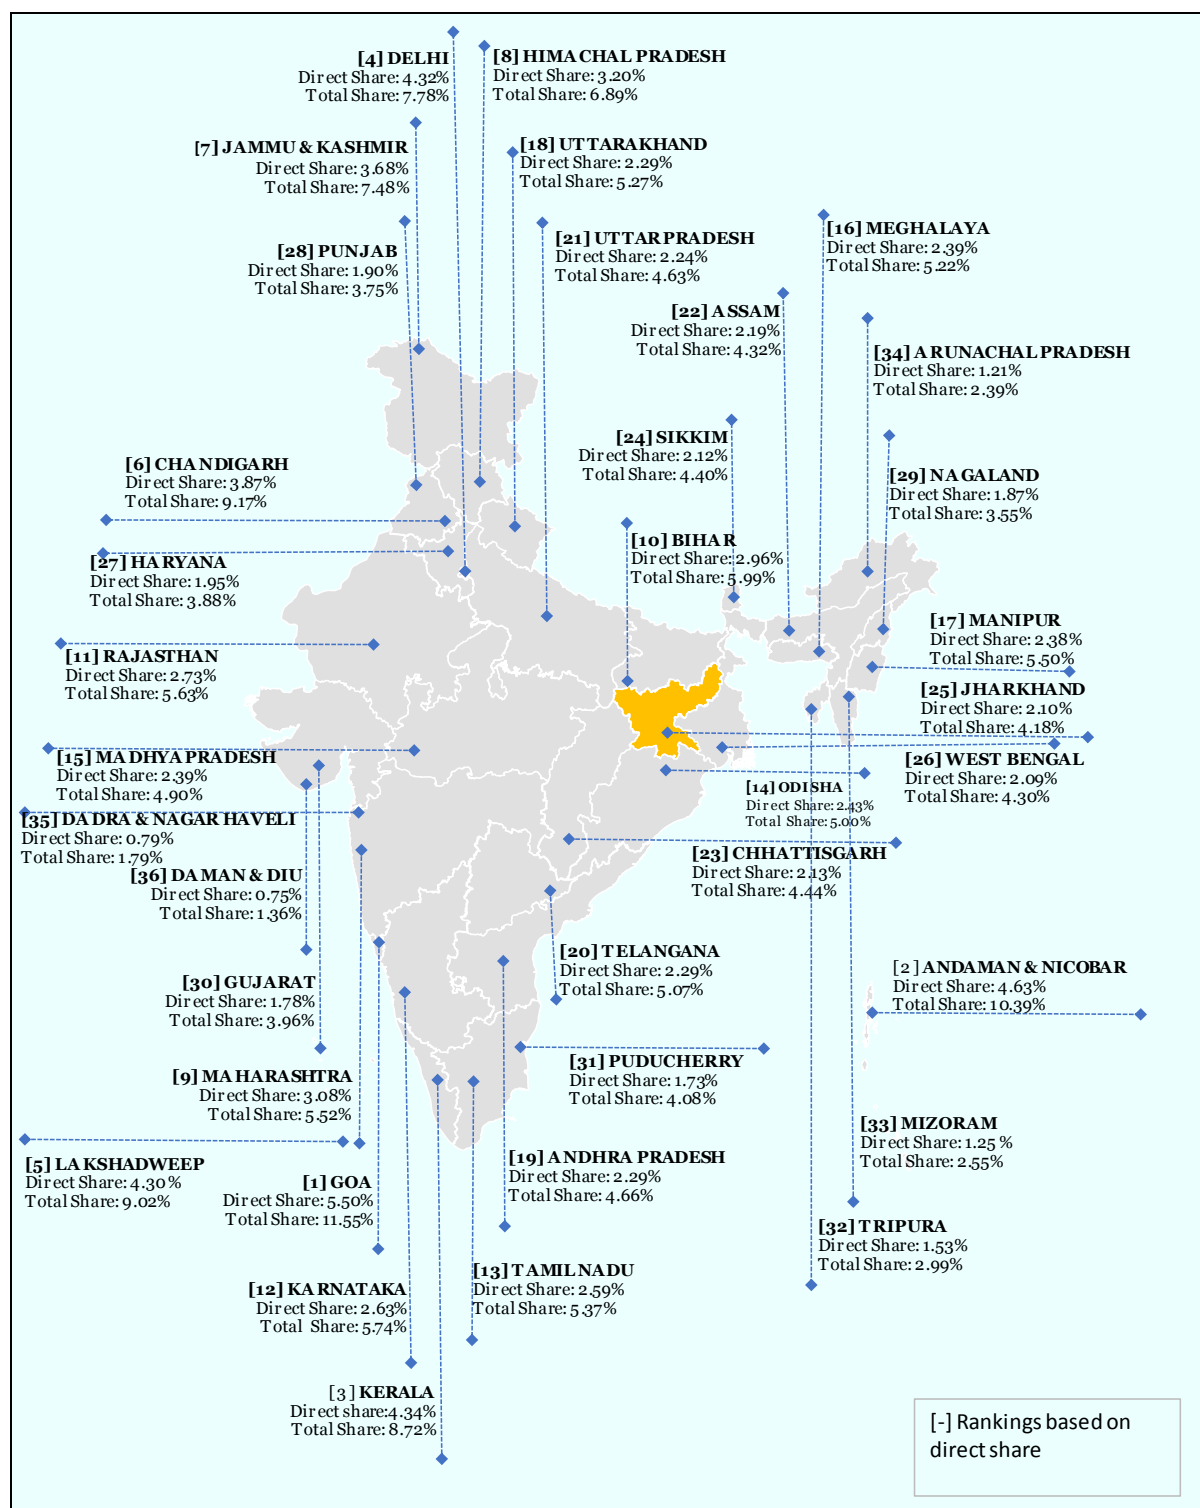 [4] DELHI
Direct Share: 4.32%
Total Share: 7.78%
[8] HIMACHAL PRADESH
Direct Share: 3.20%
Total Share: 6.89%
[7] JAMMU & KASHMIR
Direct Share: 3.68%
Total Share: 7.48%
[18] UTTARAKHAND
Direct Share: 2.29%
Total Share: 5.27%
[28] PUNJAB
Direct Share: 1.90%
Total Share: 3.75%
[21] UTTAR PRADESH
Direct Share: 2.24%
Total Share: 4.63%
[16] MEGHALAYA
Direct Share: 2.39%
Total Share: 5.22%
[22] ASSAM
Direct Share: 2.19%
Total Share: 4.32%
[34] ARUNACHAL PRADESH
Direct Share: 1.21%
Total Share: 2.39%
[24] SIKKIM
Direct Share: 2.12%
Total Share: 4.40%
[6] CHANDIGARH
Direct Share: 3.87%
Total Share: 9.17%
[29] NAGALAND
Direct Share: 1.87%
Total Share: 3.55%
[10] BIHAR
Direct Share: 2.96%
Total Share: 5.99%
[27] HARYANA
Direct Share: 1.95%
Total Share: 3.88%
[17] MANIPUR
Direct Share: 2.38%
Total Share: 5.50%
[11] RAJASTHAN
Direct Share: 2.73%
Total Share: 5.63%
[25] JHARKHAND
Direct Share: 2.10%
Total Share: 4.18%
[15] MADHYA PRADESH
Direct Share: 2.39%
Total Share: 4.90%
[26] WEST BENGAL
Direct Share: 2.09%
Total Share: 4.30%
[14] ODISHA
Direct Share: 2.43%
Total Share: 5.00%
[35] DADRA & NAGAR HAVELI
Direct Share: 0.79%
Total Share: 1.79%
[23] CHHATTISGARH
Direct Share: 2.13%
Total Share: 4.44%
[36] DAMAN & DIU
Direct Share: 0.75%
Total Share: 1.36%
[20] TELANGANA
Direct Share: 2.29%
Total Share: 5.07%
[2] ANDAMAN & NICOBAR
Direct Share: 4.63%
Total Share: 10.39%
[30] GUJARAT
Direct Share: 1.78%
Total Share: 3.96%
[31] PUDUCHERRY
Direct Share: 1.73%
Total Share: 4.08%
[9] MAHARASHTRA
Direct Share: 3.08%
Total Share: 5.52%
[33] MIZORAM
Direct Share: 1.25 %
Total Share: 2.55%
[5] LAKSHADWEEP
Direct Share: 4.30 %
Total Share: 9.02%
[1] GOA
Direct Share: 5.50%
Total Share: 11.55%
[19] ANDHRA PRADESH
Direct Share: 2.29%
Total Share: 4.66%
[32] TRIPURA
Direct Share: 1.53%
Total Share: 2.99%
[12] KARNATAKA
Direct Share: 2.63%
Total Share: 5.74%
[13] TAMIL NADU
Direct Share: 2.59%
Total Share: 5.37%
[3] KERALA
Direct share:4.34%
Total Share: 8.72%
[-] Rankings based on
direct share